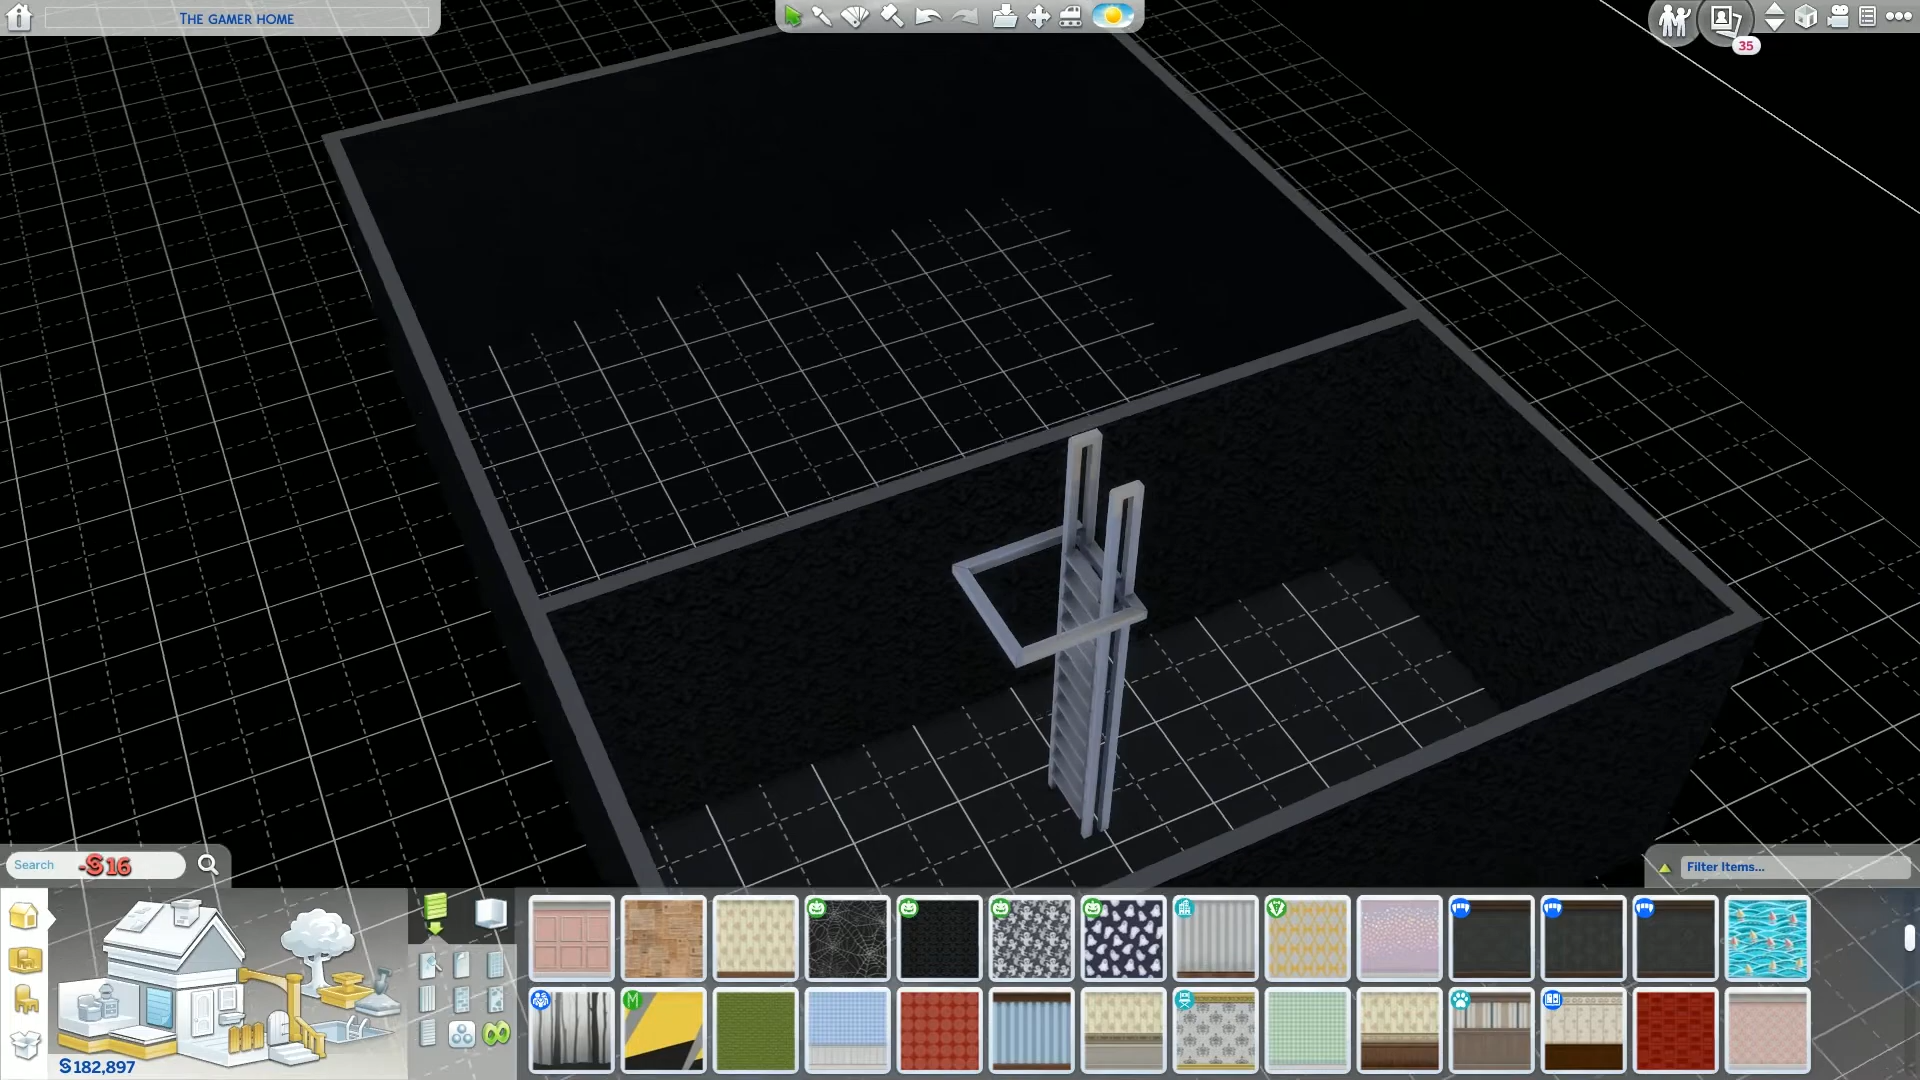 THE GAMER HOME
35
Search
-§16
Filter Items...
M
§182,897